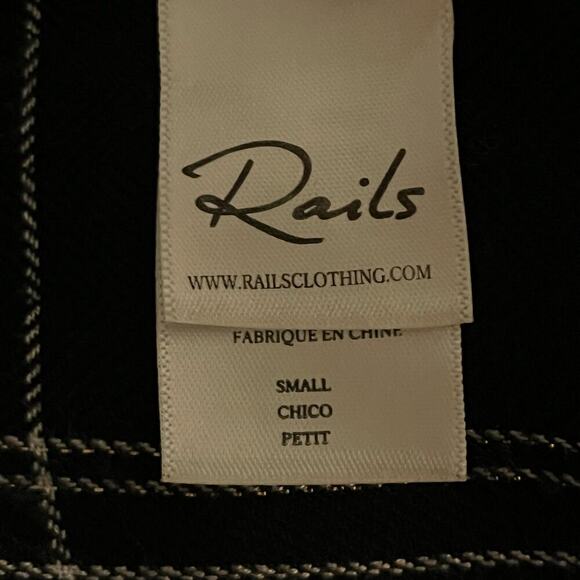 Rails
WWW.RAILSCLOTHING.COM
FABRIQUE EN CHINE
SMALL
CHICO
PETIT